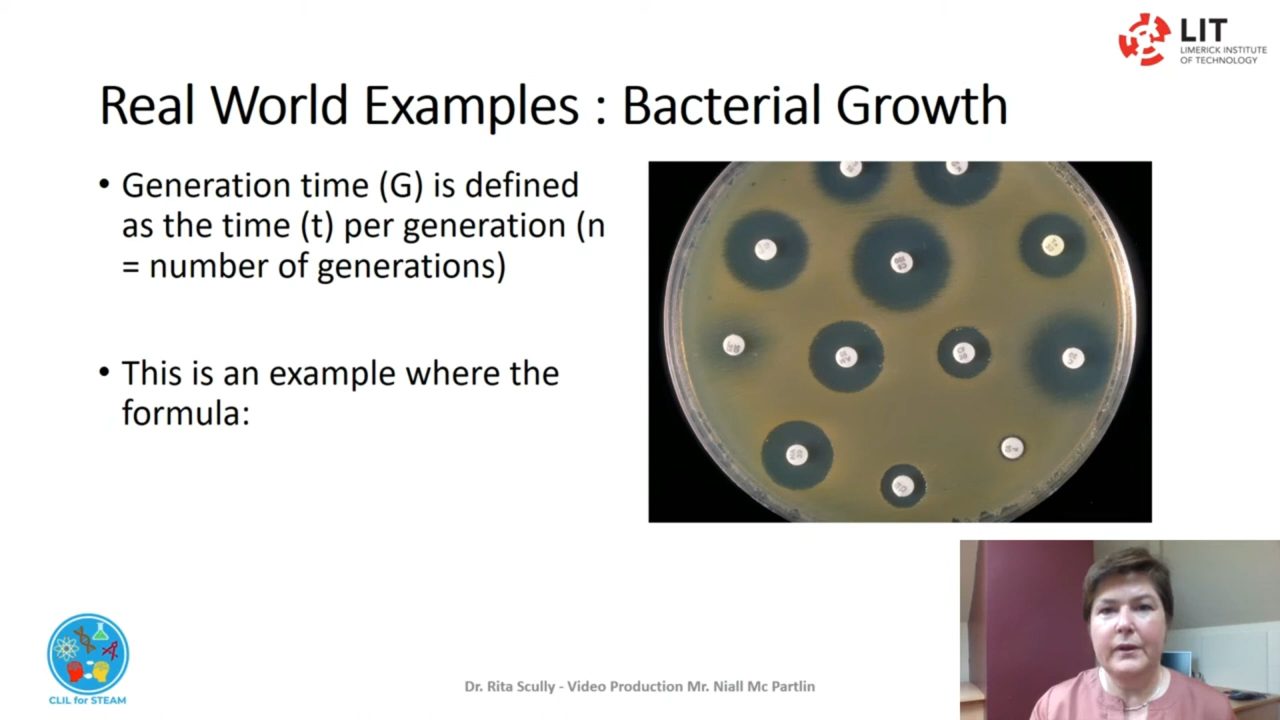 LIT
LIMERICK INSTITUTE
OF TECHNOLOGY
Real World Examples : Bacterial Growth
• Generation time (G) is defined
as the time (t) per generation (n
= number of generations)
• This is an example where the
formula:
CLIL for STEAM
Dr. Rita Scully - Video Production Mr. Niall Mc Partlin